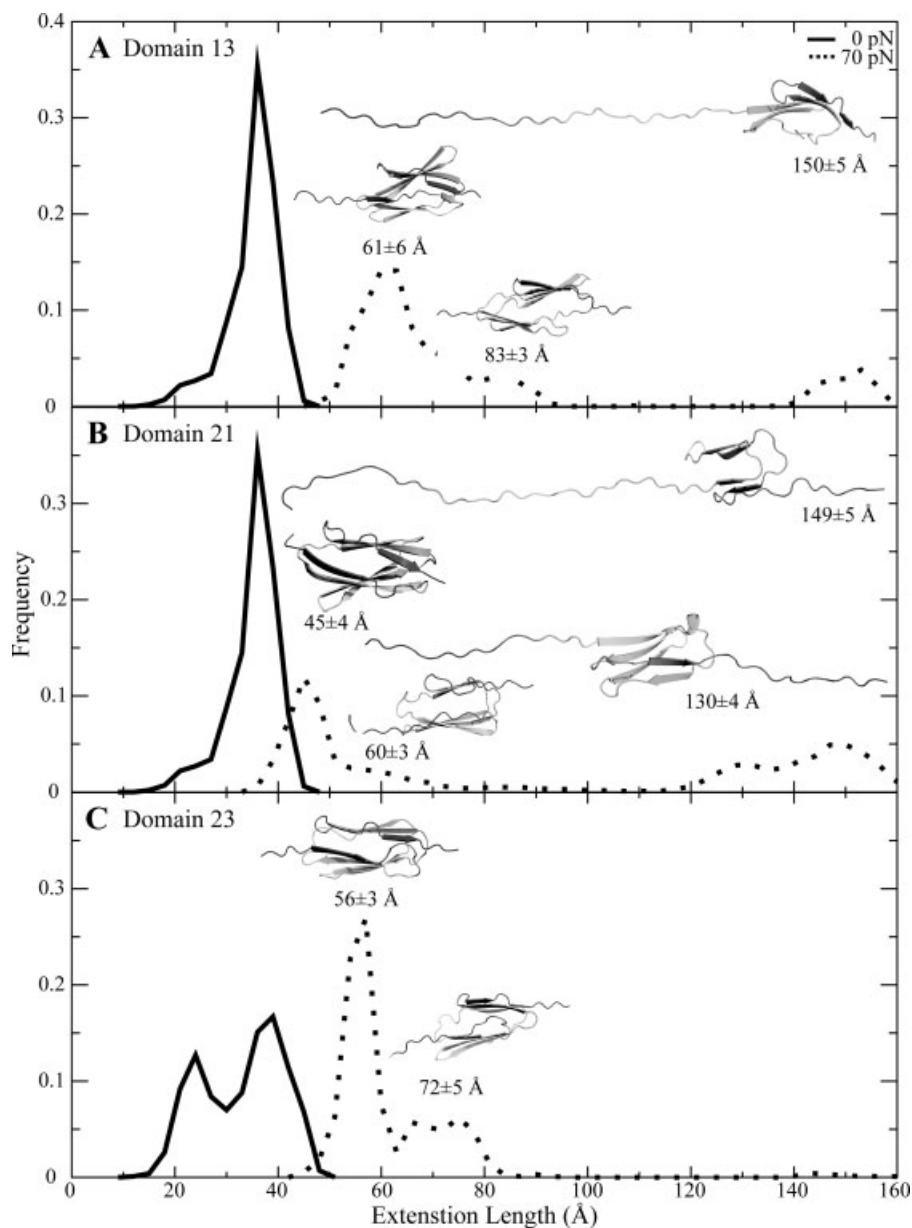 0.4
A Domain 13
0 pN
70 pN
0.3
150±5 Å
0.2
61±6 Å
0.1
83±3 Å
0
B Domain 21
0.3
149±5 Å
0.2
45±4 Å
0.1
130±4 Å
60±3 Å
0
C Domain 23
0.3
56±3 Å
0.2
0.1
72±5 Å
0
0 20 40 60 80 100 120 140 160
Frequency
Extenstion Length (Å)